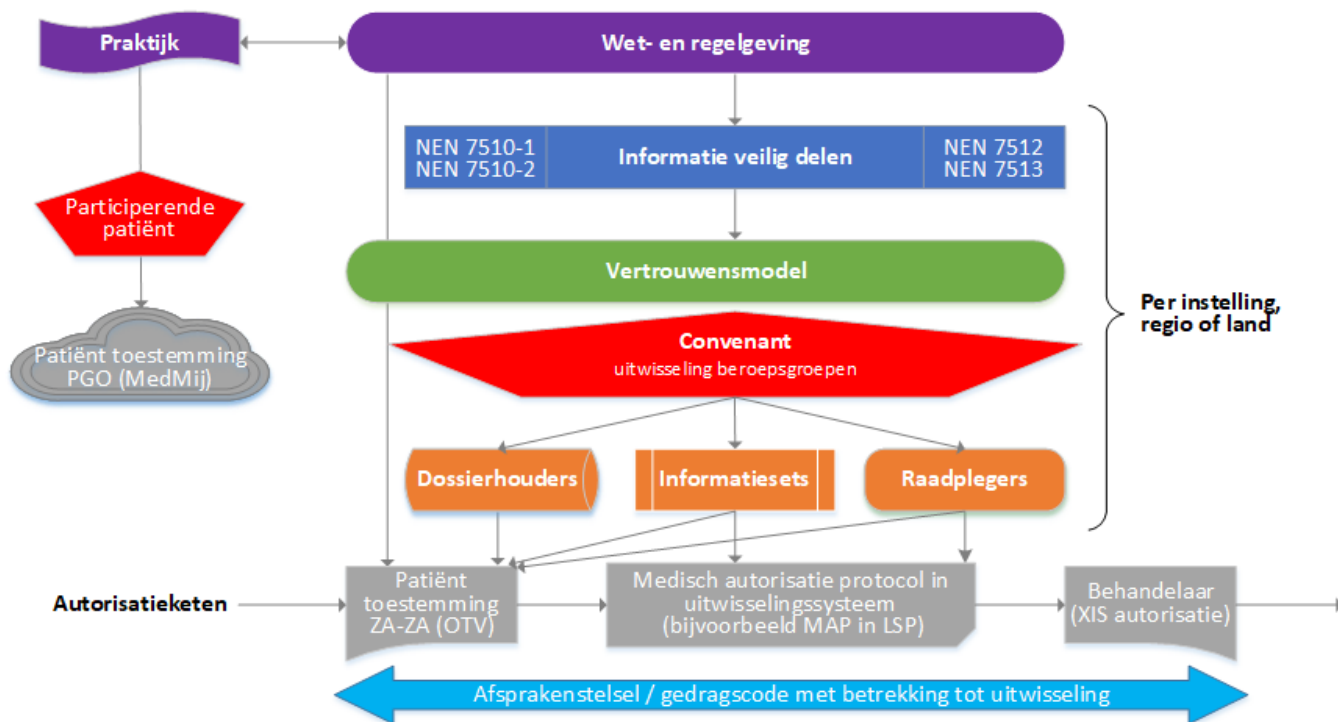 Praktijk
Wet- en regelgeving
NEN 7510-1
NEN 7510-2
Informatie veilig delen
NEN 7512
NEN 7513
Participerende
patiënt
Vertrouwensmodel
Per instelling,
regio of land
Convenant
uitwisseling beroepsgroepen
Patiënt toestemming
PGO (MedMij)
Dossierhouders
Informatiesets
Raadplegers
Autorisatieketen
Patiënt
toestemming
ZA-ZA (OTV)
Medisch autorisatie protocol in
uitwisselingssysteem
(bijvoorbeeld MAP in LSP)
Behandelaar
(XIS autorisatie)
Afsprakenstelsel / gedragscode met betrekking tot uitwisseling